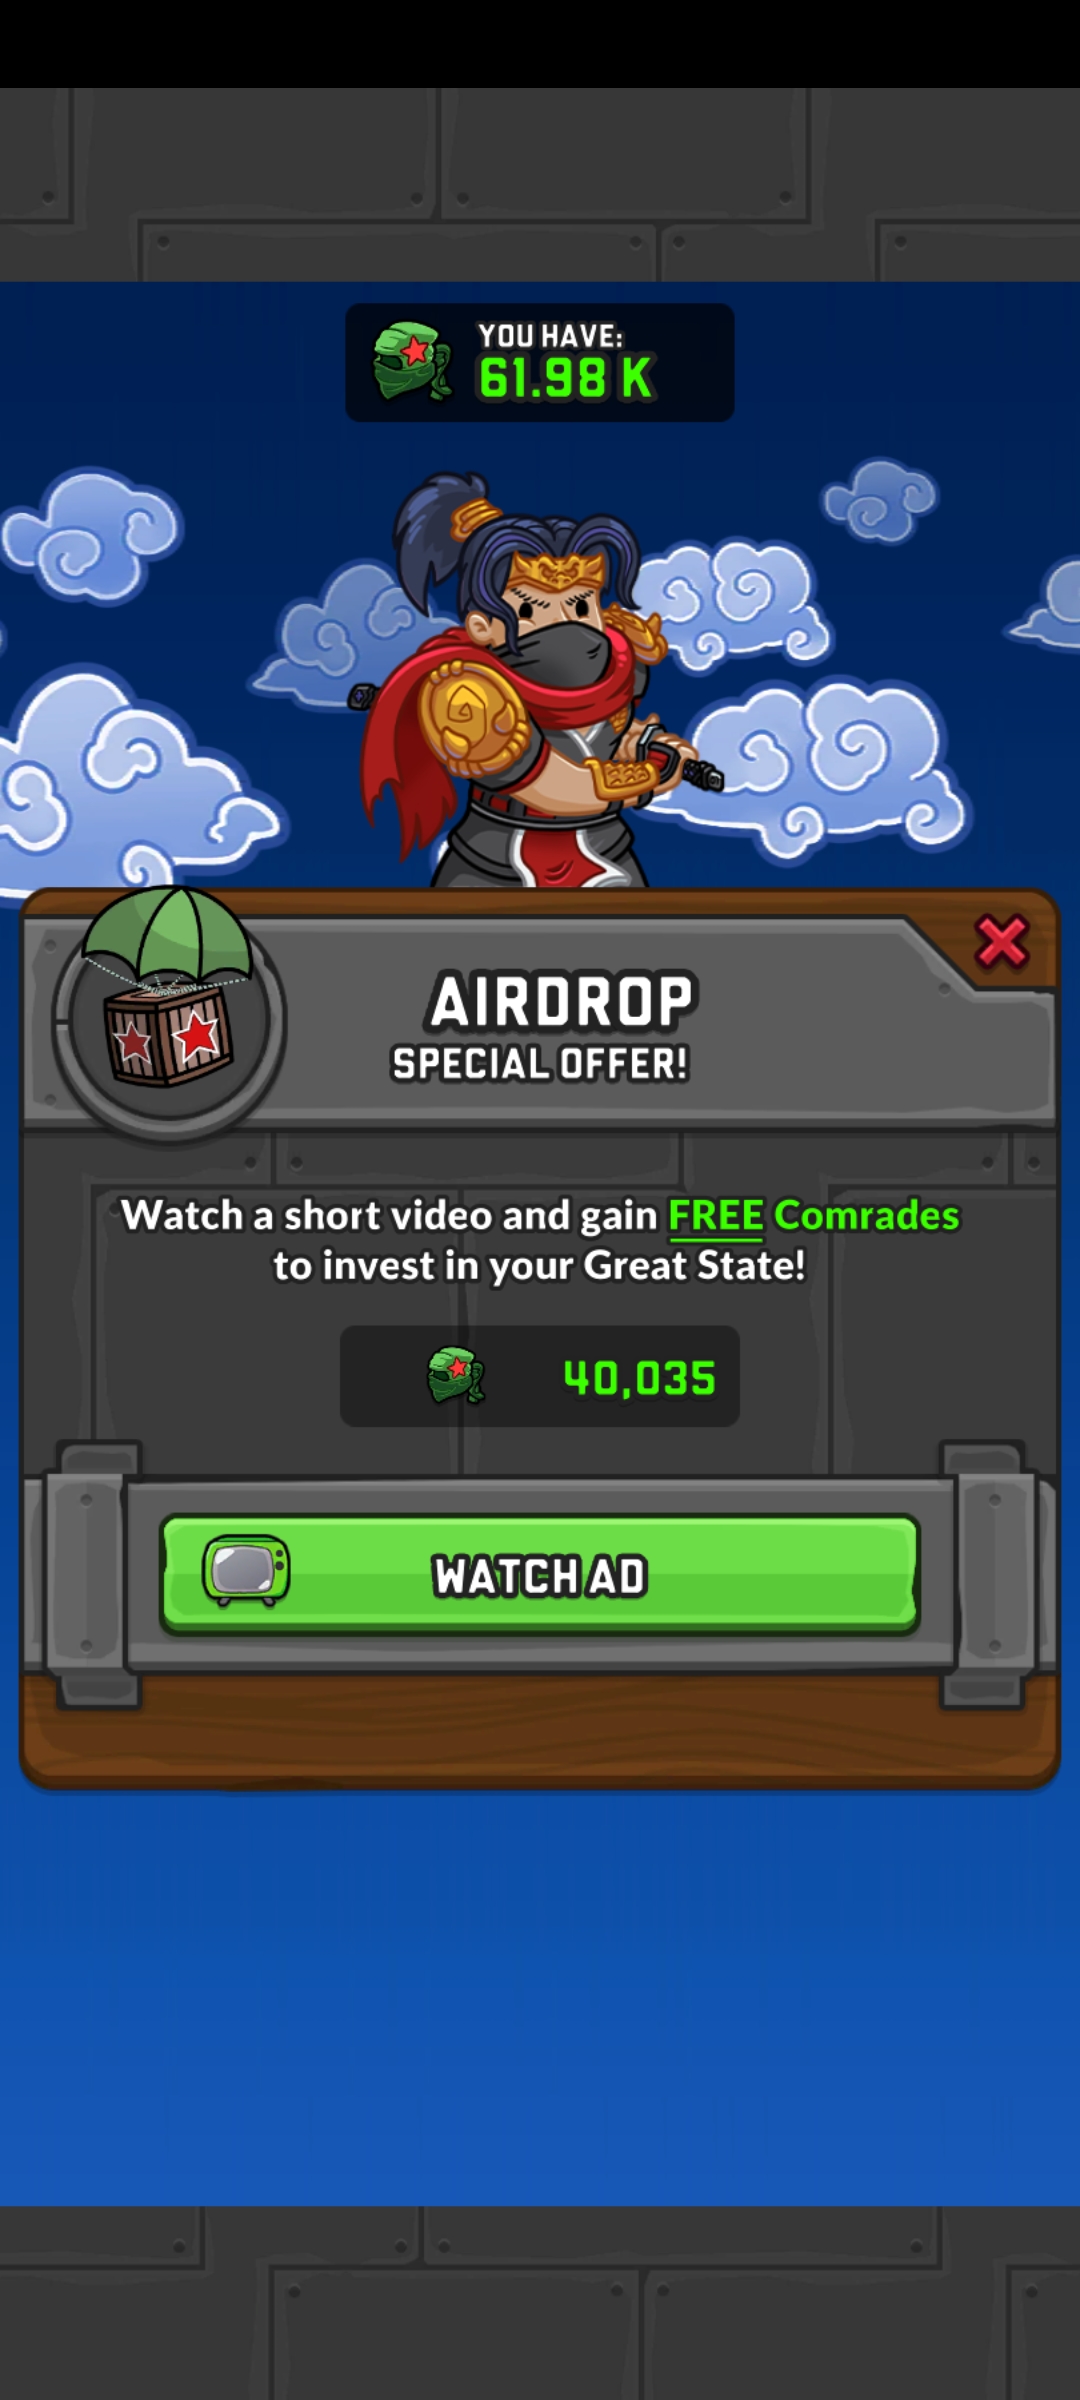 YOU HAVE:
61.98 K
AIRDROP
SPECIAL OFFER!
Watch a short video and gain FREE Comrades
to invest in your Great State!
40,035
WATCH AD